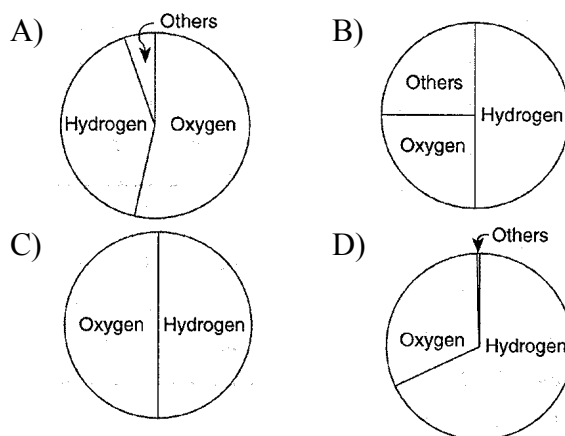 A)
Others
Hydrogen
Oxygen
B)
Others
Hydrogen
Oxygen
C)
Oxygen
Hydrogen
D)
Others
Oxygen
Hydrogen